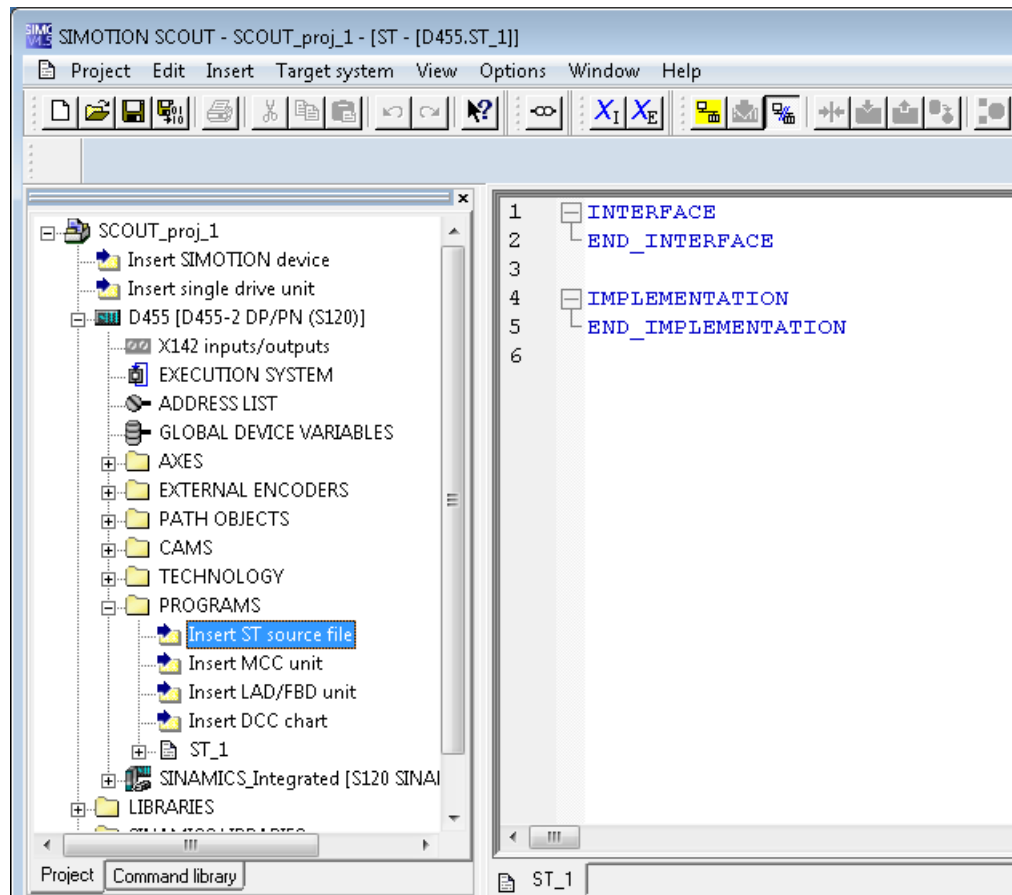 SIMOTION SCOUT - SCOUT_proj_1 - [ST - [D455.ST_1]]
Project Edit Insert Target system View Options Window Help
SCOUT_proj_1
Insert SIMOTION device
Insert single drive unit
D455 [D455-2 DP/PN (S120)]
X142 inputs/outputs
EXECUTION SYSTEM
ADDRESS LIST
GLOBAL DEVICE VARIABLES
AXES
EXTERNAL ENCODERS
PATH OBJECTS
CAMS
TECHNOLOGY
PROGRAMS
Insert ST source file
Insert MCC unit
Insert LAD/FBD unit
Insert DCC chart
ST_1
SINAMICS_Integrated [S120 SINAI
LIBRARIES
Project Command library
1 INTERFACE
2 END_INTERFACE
3
4 IMPLEMENTATION
5 END_IMPLEMENTATION
6
ST_1